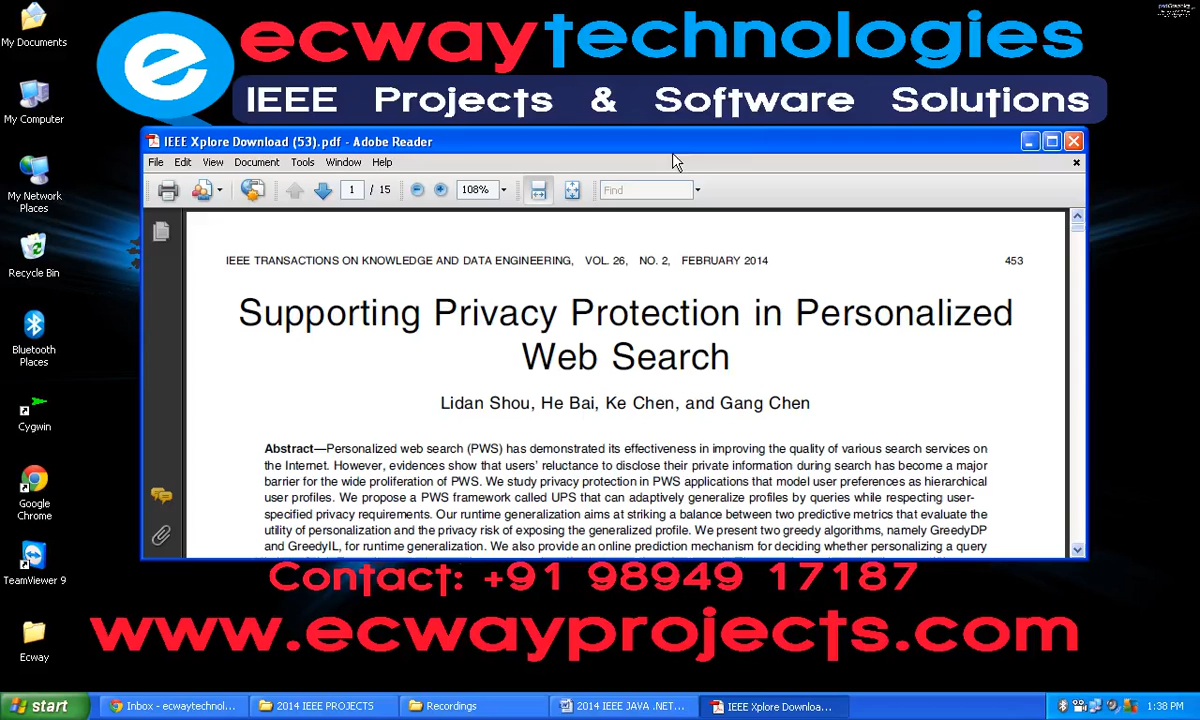 ecwaytechnologies
IEEE Projects & Software Solutions
My Documents
My Computer
My Network
Places
Recycle Bin
Bluetooth
Places
Cygwin
Google
Chrome
TeamViewer 9
Ecway
IEEE Xplore Download (53).pdf - Adobe Reader
File Edit View Document Tools Window Help
1 / 15 108% Find
IEEE TRANSACTIONS ON KNOWLEDGE AND DATA ENGINEERING, VOL. 26, NO. 2, FEBRUARY 2014 453
Supporting Privacy Protection in Personalized
Web Search
Lidan Shou, He Bai, Ke Chen, and Gang Chen
Abstract—Personalized web search (PWS) has demonstrated its effectiveness in improving the quality of various search services on
the Internet. However, evidences show that users' reluctance to disclose their private information during search has become a major
barrier for the wide proliferation of PWS. We study privacy protection in PWS applications that model user preferences as hierarchical
user profiles. We propose a PWS framework called UPS that can adaptively generalize profiles by queries while respecting user-
specified privacy requirements. Our runtime generalization aims at striking a balance between two predictive metrics that evaluate the
utility of personalization and the privacy risk of exposing the generalized profile. We present two greedy algorithms, namely GreedyDP
and GreedyIL, for runtime generalization. We also provide an online prediction mechanism for deciding whether personalizing a query
Contact: +91 98949 17187
www.ecwayprojects.com
start Inbox - ecwaytechnol... 2014 IEEE PROJECTS Recordings 2014 IEEE JAVA .NET... IEEE Xplore Downloa... 1:38 PM